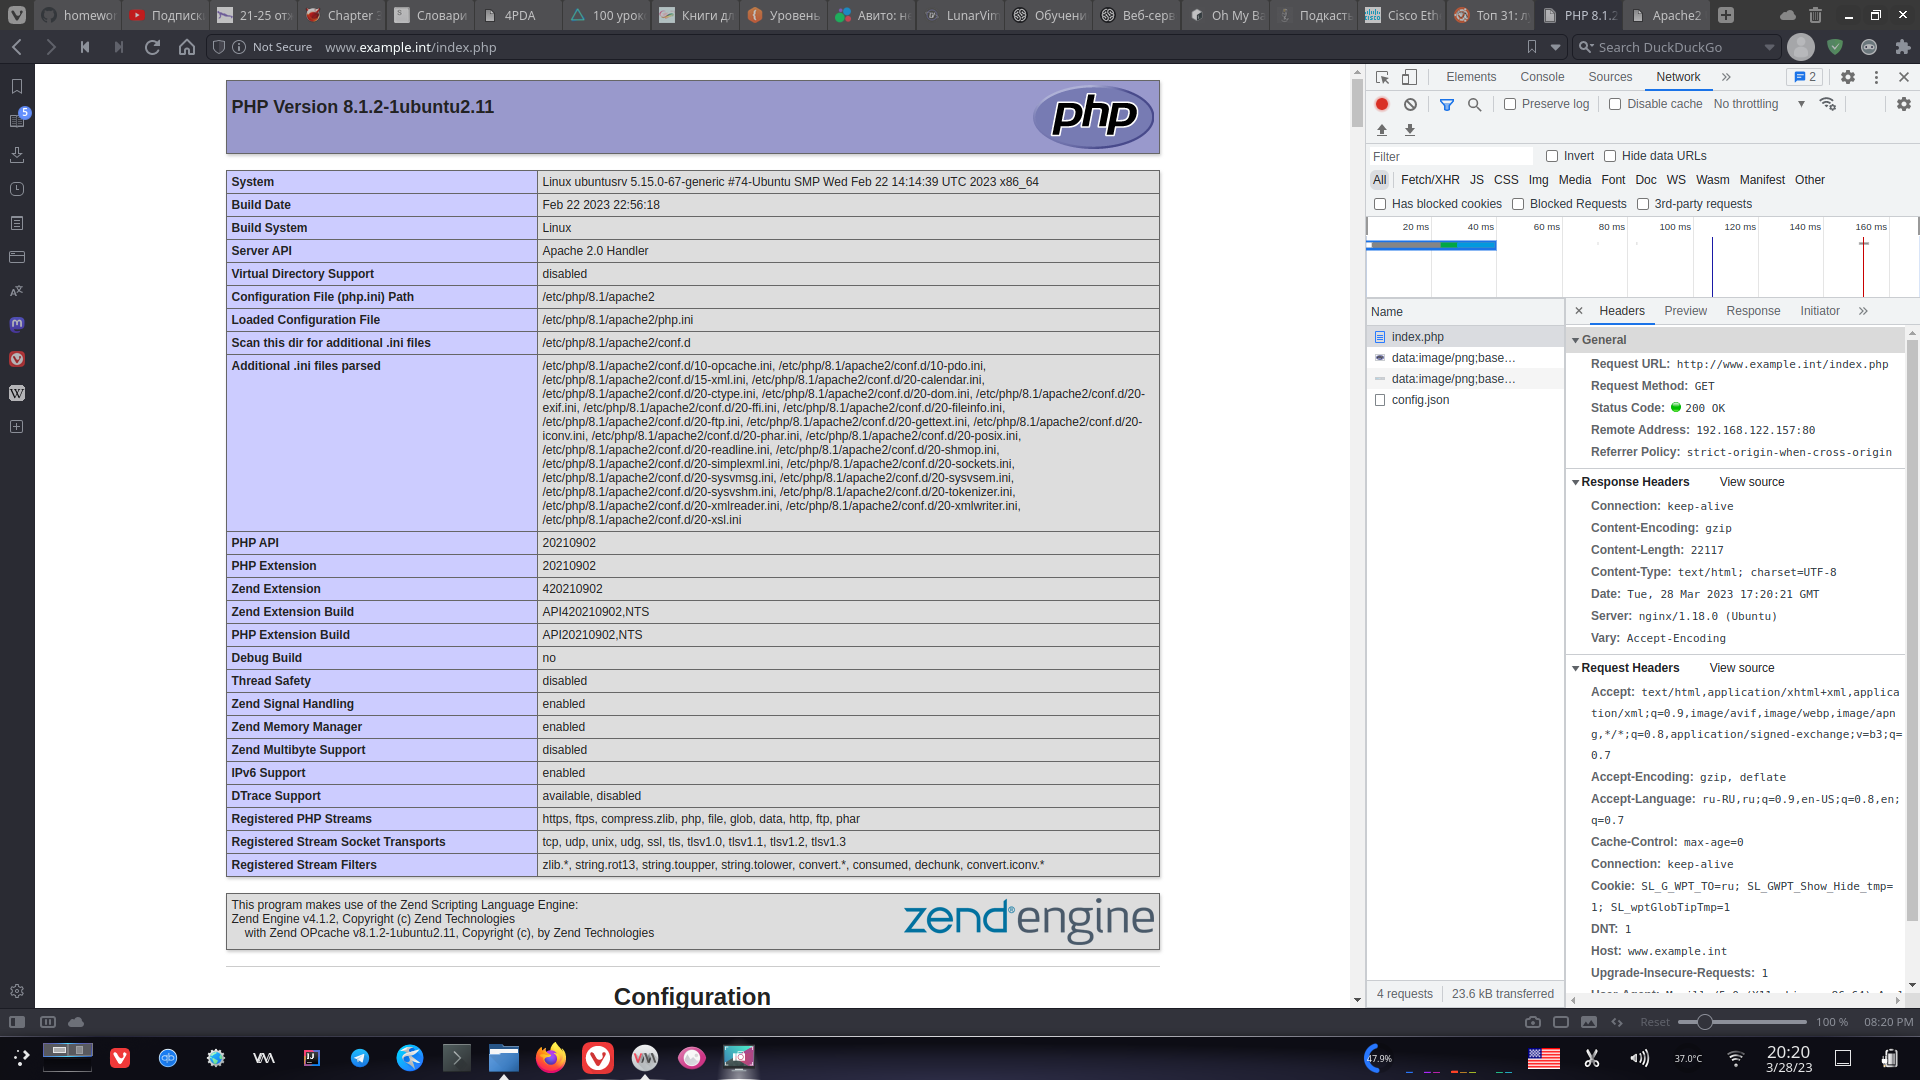 homewo
Подписк
21-25 от
Chapter
Словари
4PDA
100 уро
Книги дл
Уровень
Авито: н
LunarVim
Обучени
Веб-серв
Oh My Ba
Подкаст
Cisco Eth
Топ 31: л
PHP 8.1.2
Apache2
Not Secure www.example.int/index.php
Search DuckDuckGo
5
PHP Version 8.1.2-1ubuntu2.11
php
System Linux ubuntusrv 5.15.0-67-generic #74-Ubuntu SMP Wed Feb 22 14:14:39 UTC 2023 x86_64
Build Date Feb 22 2023 22:56:18
Build System Linux
Server API Apache 2.0 Handler
Virtual Directory Support disabled
Configuration File (php.ini) Path /etc/php/8.1/apache2
Loaded Configuration File /etc/php/8.1/apache2/php.ini
Scan this dir for additional .ini files /etc/php/8.1/apache2/conf.d
Additional .ini files parsed /etc/php/8.1/apache2/conf.d/10-opcache.ini, /etc/php/8.1/apache2/conf.d/10-pdo.ini,
/etc/php/8.1/apache2/conf.d/15-xml.ini, /etc/php/8.1/apache2/conf.d/20-calendar.ini,
/etc/php/8.1/apache2/conf.d/20-ctype.ini, /etc/php/8.1/apache2/conf.d/20-dom.ini, /etc/php/8.1/apache2/conf.d/20-
exif.ini, /etc/php/8.1/apache2/conf.d/20-ffi.ini, /etc/php/8.1/apache2/conf.d/20-fileinfo.ini,
/etc/php/8.1/apache2/conf.d/20-ftp.ini, /etc/php/8.1/apache2/conf.d/20-gettext.ini, /etc/php/8.1/apache2/conf.d/20-
iconv.ini, /etc/php/8.1/apache2/conf.d/20-phar.ini, /etc/php/8.1/apache2/conf.d/20-posix.ini,
/etc/php/8.1/apache2/conf.d/20-readline.ini, /etc/php/8.1/apache2/conf.d/20-shmop.ini,
/etc/php/8.1/apache2/conf.d/20-simplexml.ini, /etc/php/8.1/apache2/conf.d/20-sockets.ini,
/etc/php/8.1/apache2/conf.d/20-sysvmsg.ini, /etc/php/8.1/apache2/conf.d/20-sysvsem.ini,
/etc/php/8.1/apache2/conf.d/20-sysvshm.ini, /etc/php/8.1/apache2/conf.d/20-tokenizer.ini,
/etc/php/8.1/apache2/conf.d/20-xmlreader.ini, /etc/php/8.1/apache2/conf.d/20-xmlwriter.ini,
/etc/php/8.1/apache2/conf.d/20-xsl.ini
PHP API 20210902
PHP Extension 20210902
Zend Extension 420210902
Zend Extension Build API420210902,NTS
PHP Extension Build API20210902,NTS
Debug Build no
Thread Safety disabled
Zend Signal Handling enabled
Zend Memory Manager enabled
Zend Multibyte Support disabled
IPv6 Support enabled
DTrace Support available, disabled
Registered PHP Streams https, ftps, compress.zlib, php, file, glob, data, http, ftp, phar
Registered Stream Socket Transports tcp, udp, unix, udg, ssl, tls, tlsv1.0, tlsv1.1, tlsv1.2, tlsv1.3
Registered Stream Filters zlib.*, string.rot13, string.toupper, string.tolower, convert.*, consumed, dechunk, convert.iconv.*
This program makes use of the Zend Scripting Language Engine:
Zend Engine v4.1.2, Copyright (c) Zend Technologies
with Zend OPcache v8.1.2-1ubuntu2.11, Copyright (c), by Zend Technologies
zend® engine
Configuration
Elements Console Sources Network » 2
Preserve log Disable cache No throttling
Filter Invert Hide data URLs
All Fetch/XHR JS CSS Img Media Font Doc WS Wasm Manifest Other
Has blocked cookies Blocked Requests 3rd-party requests
20 ms 40 ms 60 ms 80 ms 100 ms 120 ms 140 ms 160 ms
Name
index.php
data:image/png;base…
data:image/png;base…
config.json
4 requests 23.6 kB transferred
× Headers Preview Response Initiator »
General
Request URL: http://www.example.int/index.php
Request Method: GET
Status Code: 200 OK
Remote Address: 192.168.122.157:80
Referrer Policy: strict-origin-when-cross-origin
Response Headers View source
Connection: keep-alive
Content-Encoding: gzip
Content-Length: 22117
Content-Type: text/html; charset=UTF-8
Date: Tue, 28 Mar 2023 17:20:21 GMT
Server: nginx/1.18.0 (Ubuntu)
Vary: Accept-Encoding
Request Headers View source
Accept: text/html,application/xhtml+xml,applica
tion/xml;q=0.9,image/avif,image/webp,image/apn
g,*/*;q=0.8,application/signed-exchange;v=b3;q=
0.7
Accept-Encoding: gzip, deflate
Accept-Language: ru-RU,ru;q=0.9,en-US;q=0.8,en;
q=0.7
Cache-Control: max-age=0
Connection: keep-alive
Cookie: SL_G_WPT_TO=ru; SL_GWPT_Show_Hide_tmp=
1; SL_wptGlobTipTmp=1
DNT: 1
Host: www.example.int
Upgrade-Insecure-Requests: 1
Reset 100 % 08:20 PM
47.9% 37.0°C 20:20
3/28/23